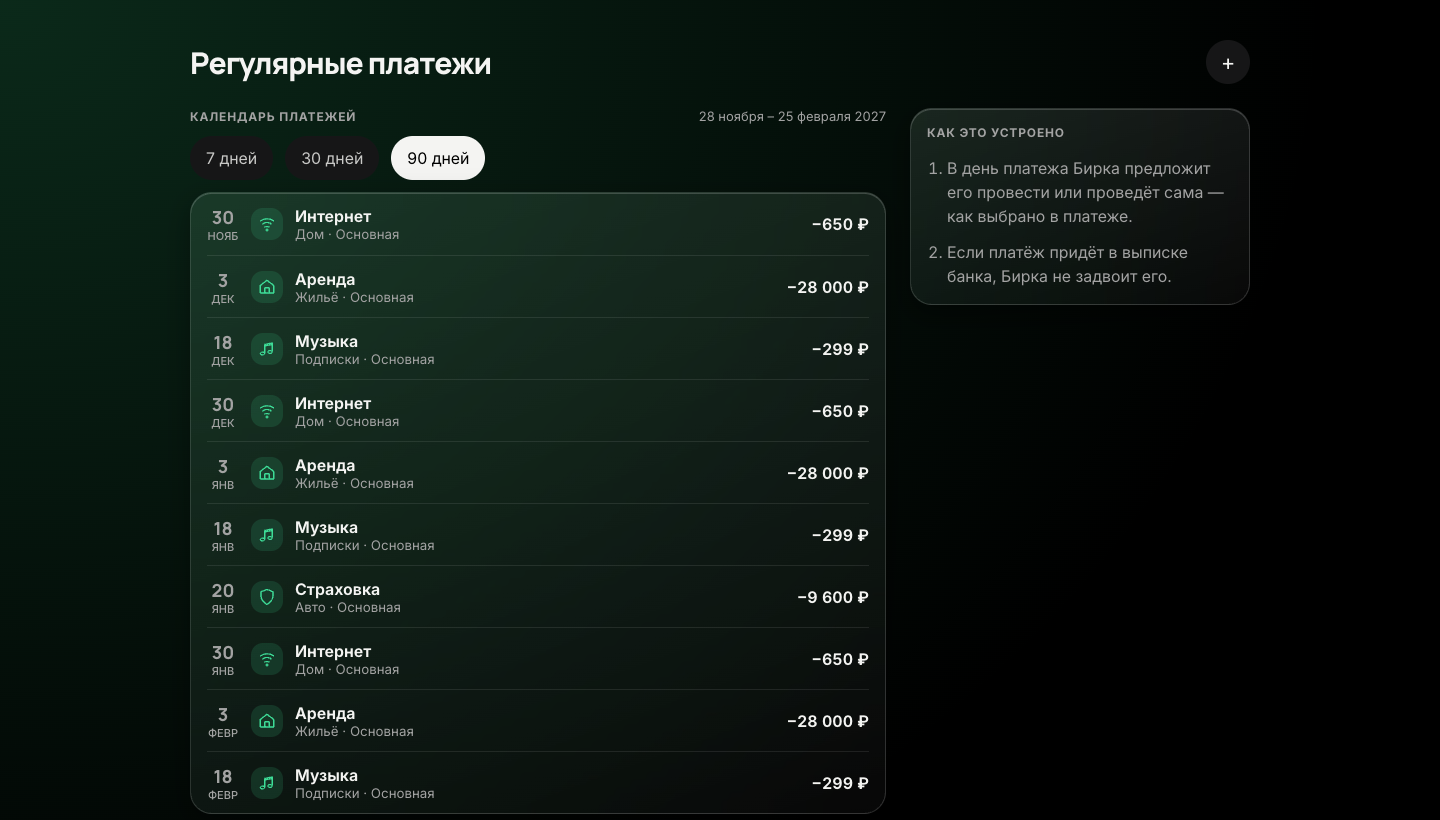 Регулярные платежи
+
КАЛЕНДАРЬ ПЛАТЕЖЕЙ
28 ноября – 25 февраля 2027
7 дней
30 дней
90 дней
30 НОЯБ
Интернет
Дом · Основная
−650 ₽
3 ДЕК
Аренда
Жильё · Основная
−28 000 ₽
18 ДЕК
Музыка
Подписки · Основная
−299 ₽
30 ДЕК
Интернет
Дом · Основная
−650 ₽
3 ЯНВ
Аренда
Жильё · Основная
−28 000 ₽
18 ЯНВ
Музыка
Подписки · Основная
−299 ₽
20 ЯНВ
Страховка
Авто · Основная
−9 600 ₽
30 ЯНВ
Интернет
Дом · Основная
−650 ₽
3 ФЕВР
Аренда
Жильё · Основная
−28 000 ₽
18 ФЕВР
Музыка
Подписки · Основная
−299 ₽
КАК ЭТО УСТРОЕНО
1. В день платежа Бирка предложит
его провести или проведёт сама —
как выбрано в платеже.
2. Если платёж придёт в выписке
банка, Бирка не задвоит его.